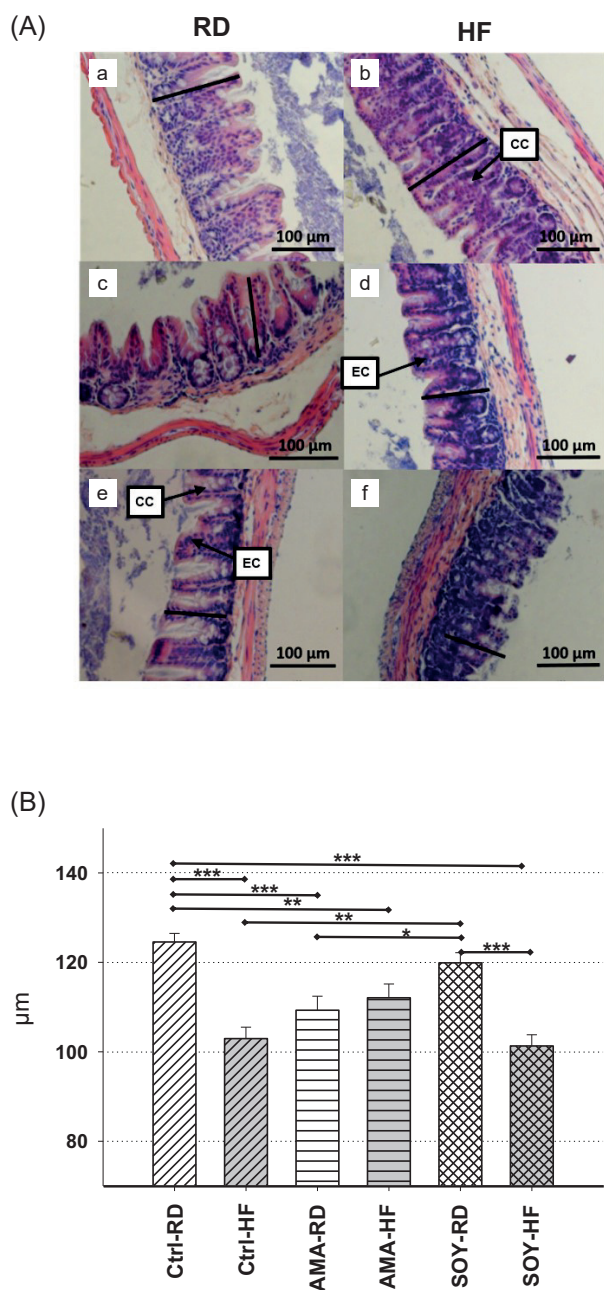 (A)
RD HF
a b
CC
100 µm 100 µm
c d
EC
100 µm 100 µm
e f
CC
EC
100 µm 100 µm
(B)
140
***
***
***
**
**
*
***
120
µm
100
80
Ctrl-RD
Ctrl-HF
AMA-RD
AMA-HF
SOY-RD
SOY-HF